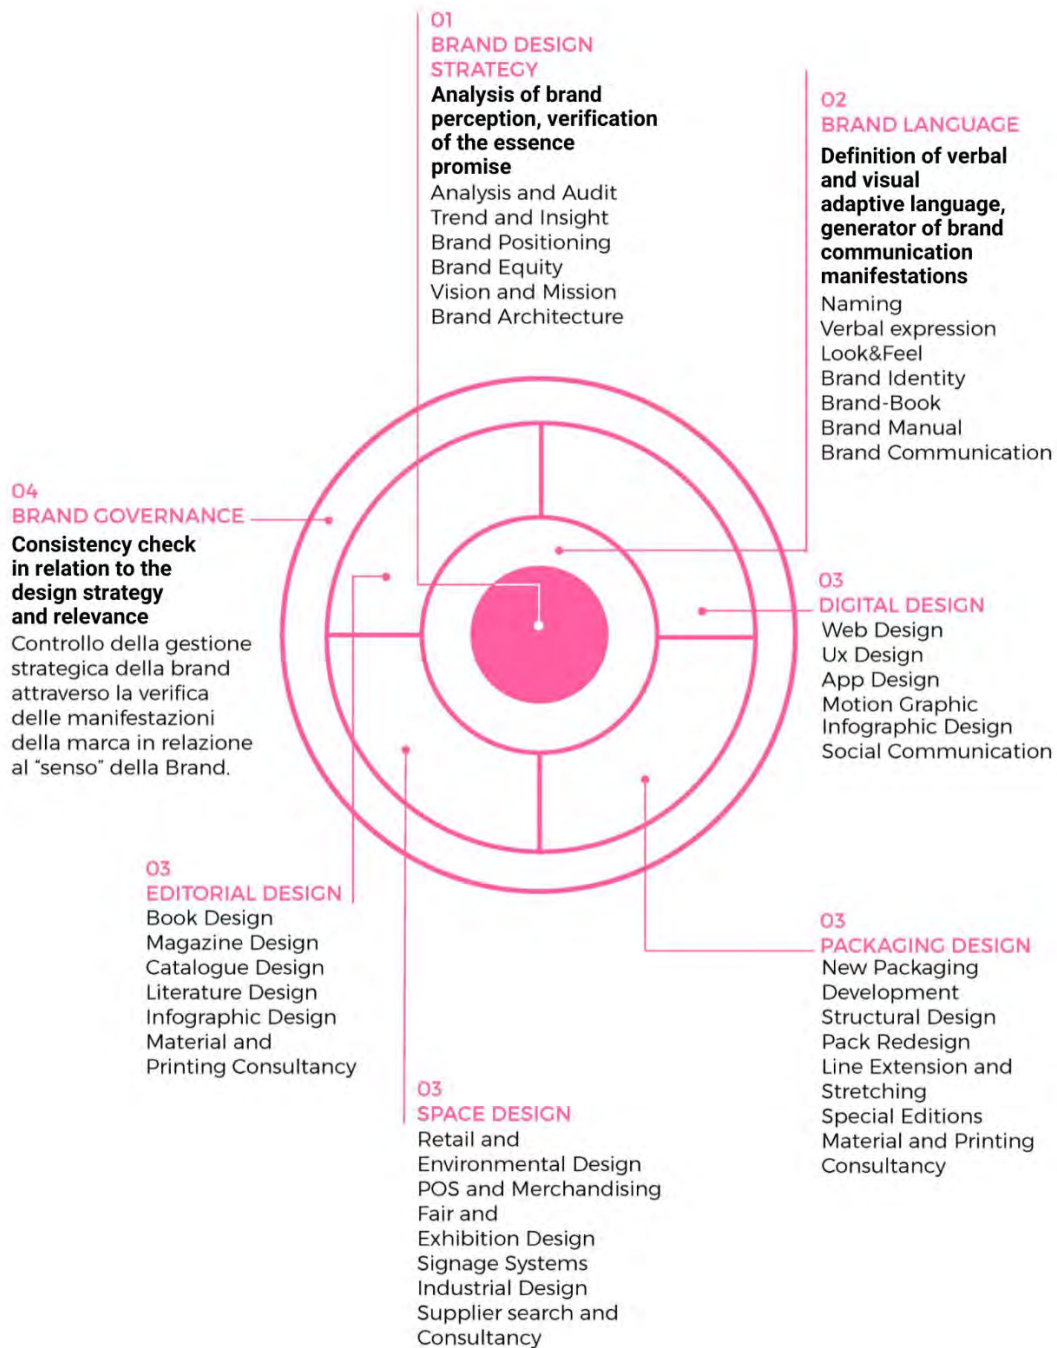 01
BRAND DESIGN
STRATEGY
Analysis of brand
perception, verification
of the essence
promise
Analysis and Audit
Trend and Insight
Brand Positioning
Brand Equity
Vision and Mission
Brand Architecture
02
BRAND LANGUAGE
Definition of verbal
and visual
adaptive language,
generator of brand
communication
manifestations
Naming
Verbal expression
Look&Feel
Brand Identity
Brand-Book
Brand Manual
Brand Communication
04
BRAND GOVERNANCE
Consistency check
in relation to the
design strategy
and relevance
Controllo della gestione
strategica della brand
attraverso la verifica
delle manifestazioni
della marca in relazione
al “senso” della Brand.
03
DIGITAL DESIGN
Web Design
Ux Design
App Design
Motion Graphic
Infographic Design
Social Communication
03
EDITORIAL DESIGN
Book Design
Magazine Design
Catalogue Design
Literature Design
Infographic Design
Material and
Printing Consultancy
03
PACKAGING DESIGN
New Packaging
Development
Structural Design
Pack Redesign
Line Extension and
Stretching
Special Editions
Material and Printing
Consultancy
03
SPACE DESIGN
Retail and
Environmental Design
POS and Merchandising
Fair and
Exhibition Design
Signage Systems
Industrial Design
Supplier search and
Consultancy